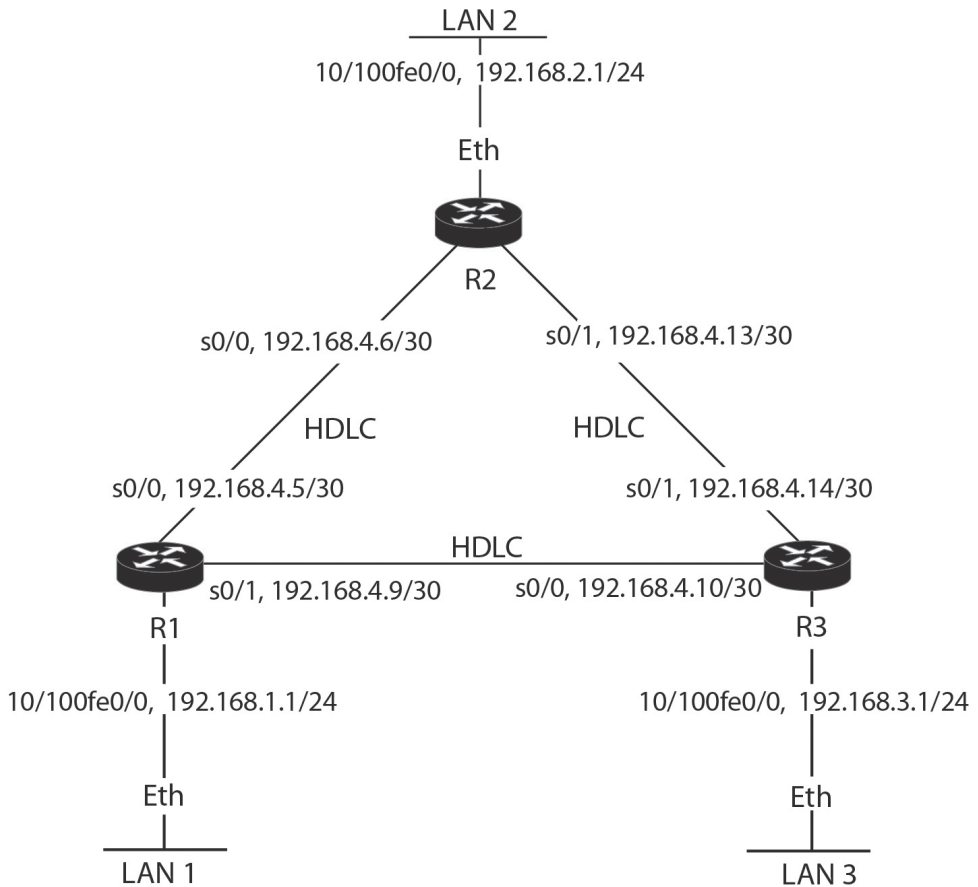 LAN 2
10/100fe0/0, 192.168.2.1/24
Eth
R2
s0/0, 192.168.4.6/30
s0/1, 192.168.4.13/30
HDLC
HDLC
s0/0, 192.168.4.5/30
s0/1, 192.168.4.14/30
HDLC
s0/1, 192.168.4.9/30
s0/0, 192.168.4.10/30
R1
R3
10/100fe0/0, 192.168.1.1/24
10/100fe0/0, 192.168.3.1/24
Eth
Eth
LAN 1
LAN 3